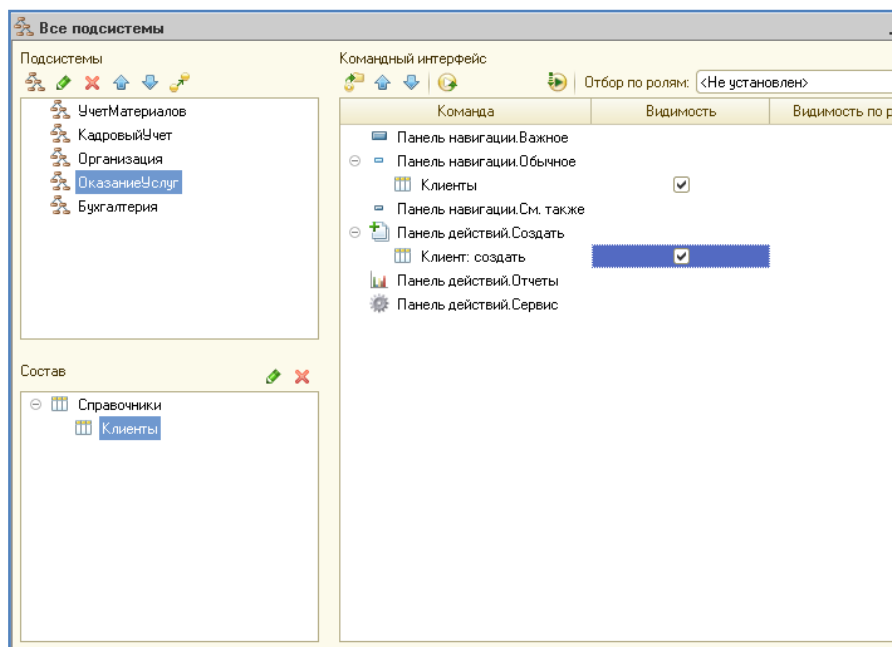 Все подсистемы
Подсистемы
УчетМатериалов
КадровыйУчет
Организация
ОказаниеУслуг
Бухгалтерия
Состав
Справочники
Клиенты
Командный интерфейс
Отбор по ролям: <Не установлен>
Команда Видимость Видимость по р
Панель навигации.Важное
Панель навигации.Обычное
Клиенты
Панель навигации.См. также
Панель действий.Создать
Клиент: создать
Панель действий.Отчеты
Панель действий.Сервис